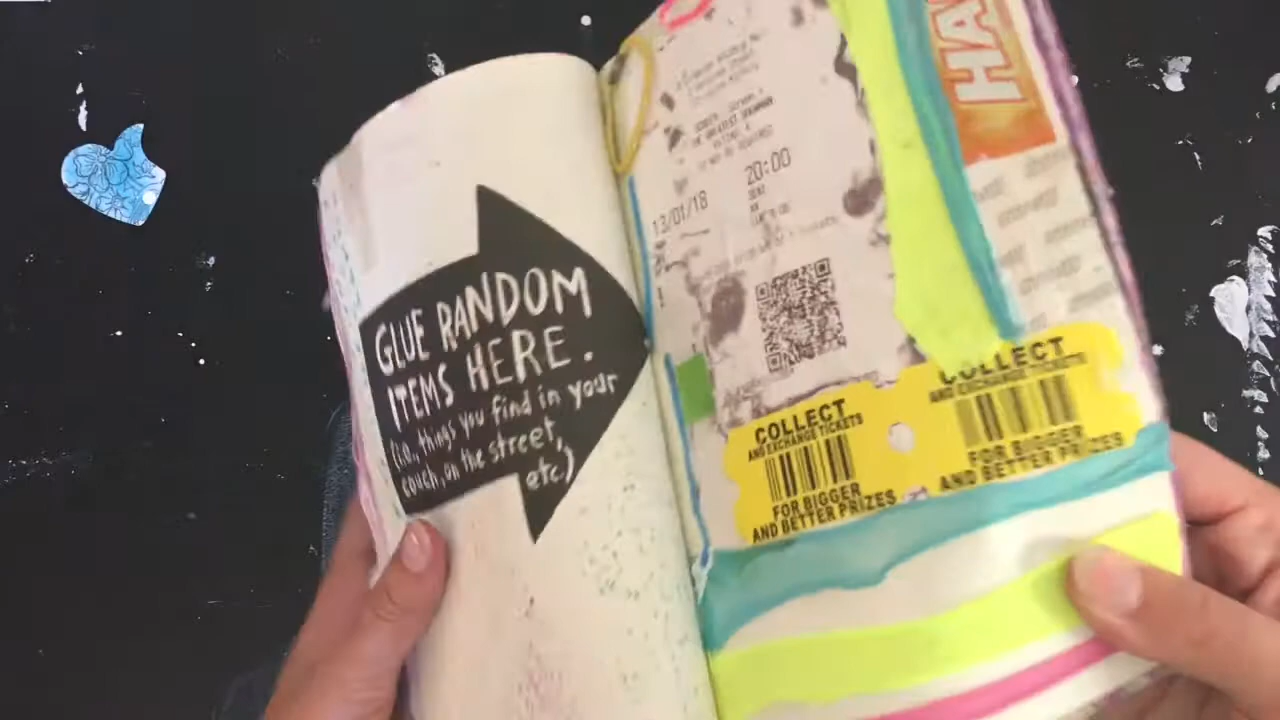 GLUE RANDOM
ITEMS HERE.
(i.e., things you find in your
couch, on the street,
etc.)
THE GREATEST SHOWMAN
13/01/18
20:00
HA
COLLECT
AND EXCHANGE TICKETS
FOR BIGGER
AND BETTER PRIZES
COLLECT
AND EXCHANGE TICKETS
FOR BIGGER
AND BETTER PRIZES